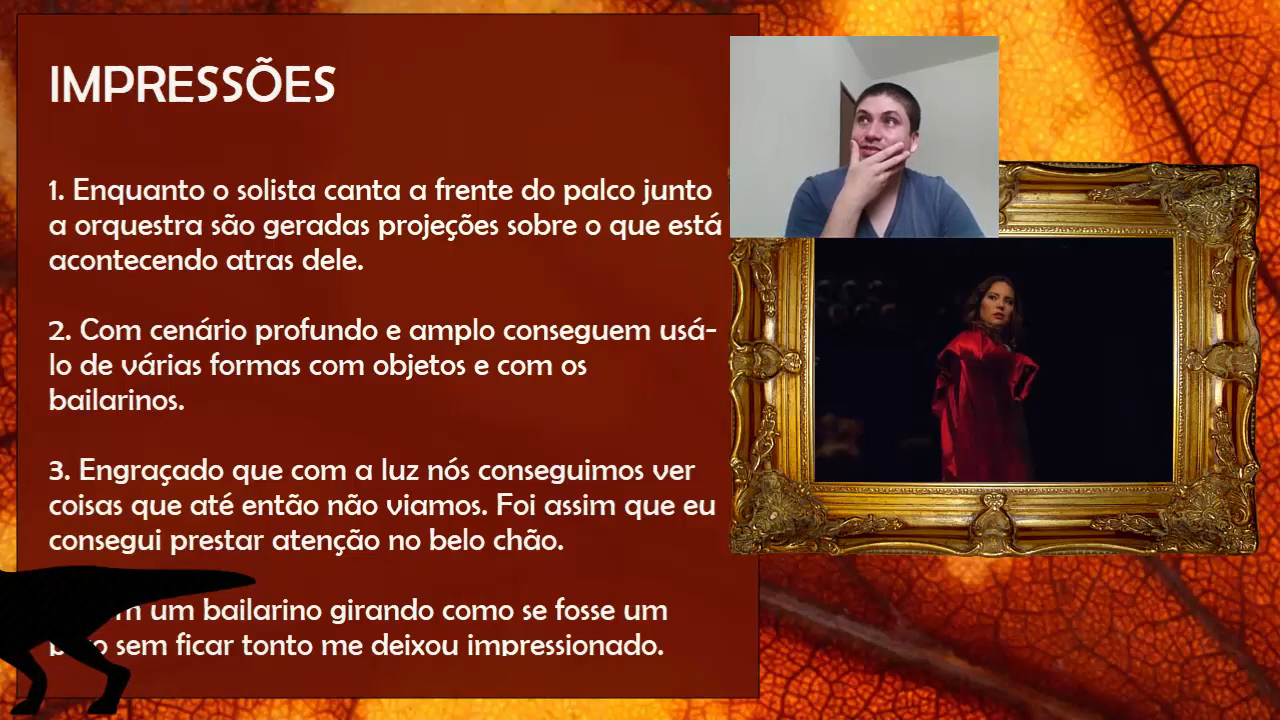 IMPRESSÕES
1. Enquanto o solista canta a frente do palco junto
a orquestra são geradas projeções sobre o que está
acontecendo atras dele.
2. Com cenário profundo e amplo conseguem usá-
lo de várias formas com objetos e com os
bailarinos.
3. Engraçado que com a luz nós conseguimos ver
coisas que até então não viamos. Foi assim que eu
consegui prestar atenção no belo chão.
um bailarino girando como se fosse um
sem ficar tonto me deixou impressionado.